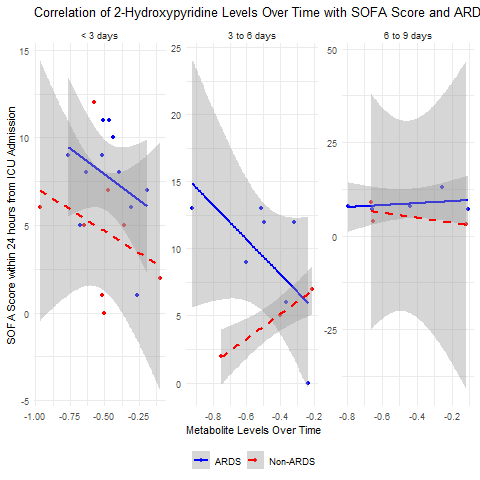 Correlation of 2-Hydroxypyridine Levels Over Time with SOFA Score and ARD
< 3 days
3 to 6 days
6 to 9 days
SOFA Score within 24 hours from ICU Admission
15
10
5
0
-5
25
20
15
10
5
0
50
25
0
-25
-1.00 -0.75 -0.50 -0.25
-0.8 -0.6 -0.4 -0.2
-0.8 -0.6 -0.4 -0.2
Metabolite Levels Over Time
ARDS Non-ARDS